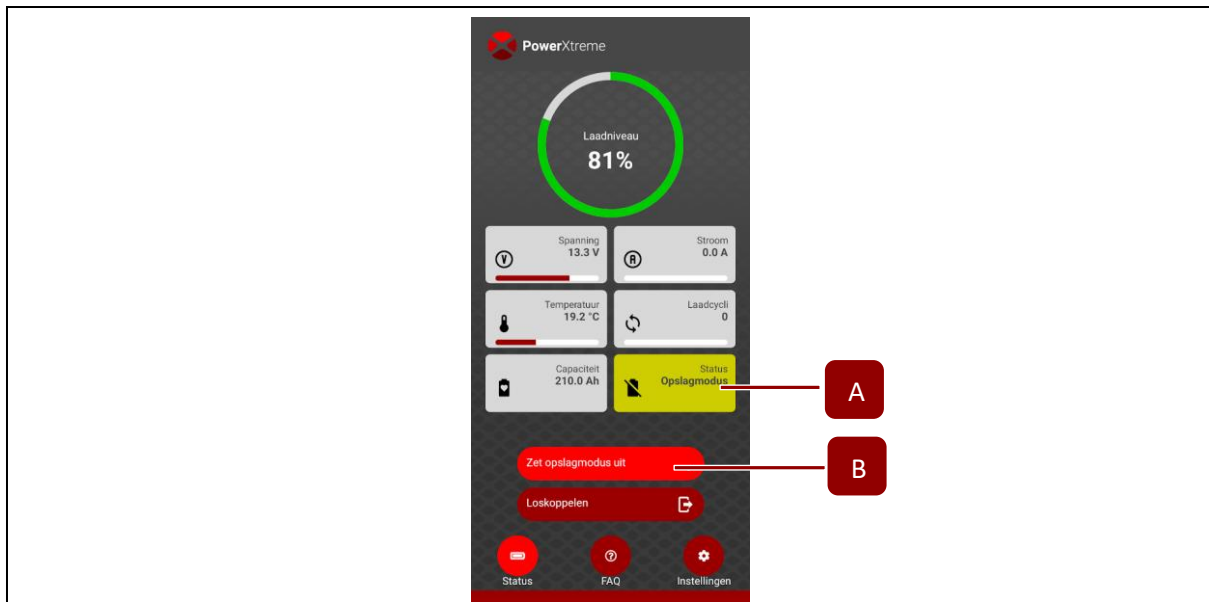 PowerXtreme
Laadniveau
81%
Spanning
13.3 V
Stroom
0.0 A
Temperatuur
19.2 °C
Laadcycli
0
Capaciteit
210.0 Ah
Status
Opslagmodus
A
Zet opslagmodus uit
B
Loskoppelen
Status
FAQ
Instellingen